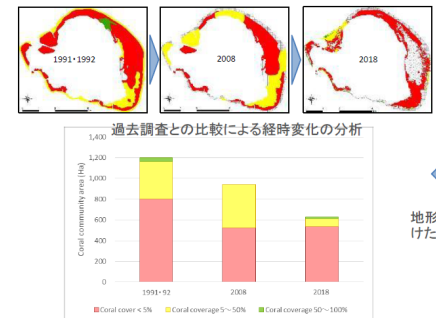 1991・1992
2008
2018
過去調査との比較による経時変化の分析
1,400
1,200
1,000
800
600
400
200
0
Coral community area (Ha)
1991・92
2008
2018
Coral cover < 5%
Coral coverage 5～50%
Coral coverage 50～100%
地形
けた